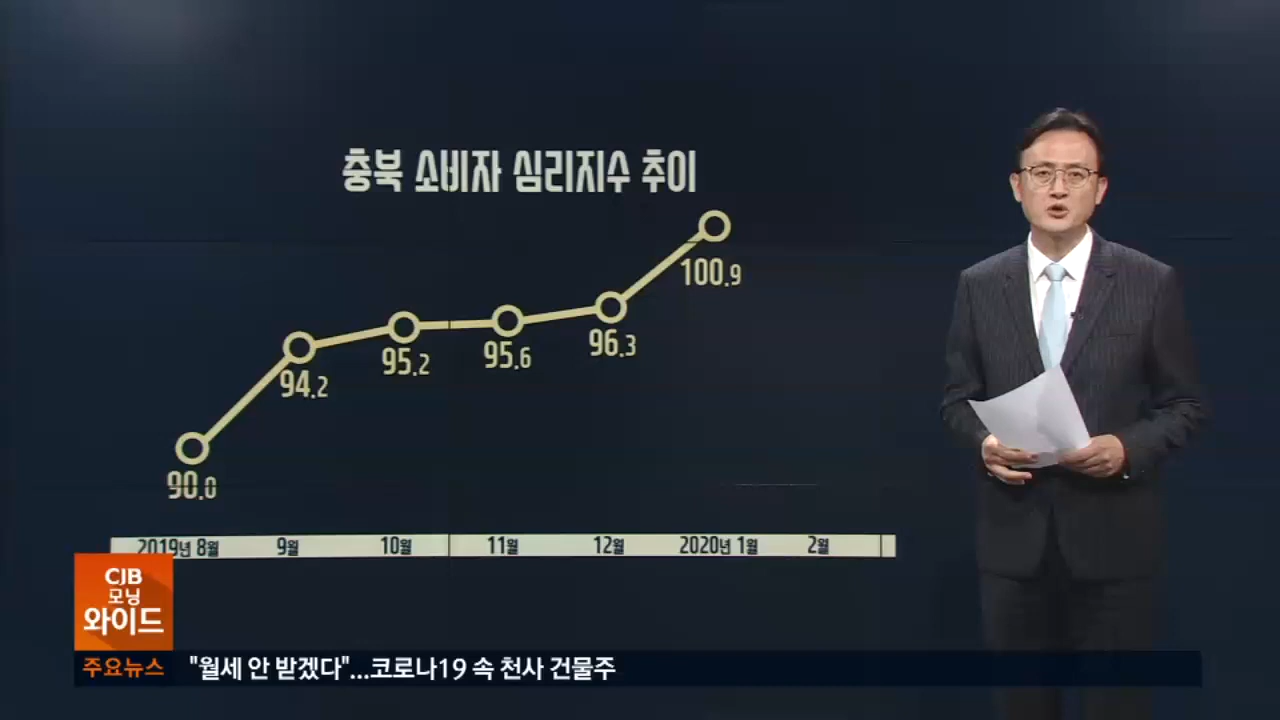 충북 소비자 심리지수 추이
100.9
96.3
95.6
95.2
94.2
90.0
2019년 8월 9월 10월 11월 12월 2020년 1월 2월
CJB
모닝
와이드
주요뉴스 "월세 안 받겠다"...코로나19 속 천사 건물주